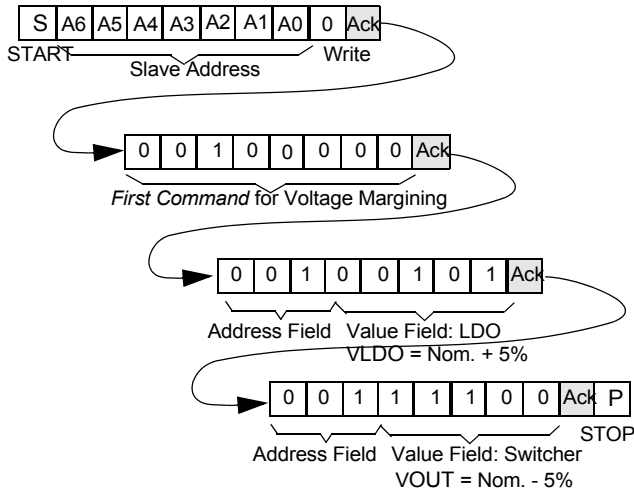 S A6 A5 A4 A3 A2 A1 A0 0 Ack
START Slave Address Write
0 0 1 0 0 0 0 0 Ack
First Command for Voltage Margining
0 0 1 0 0 1 0 1 Ack
Address Field Value Field: LDO
VLDO = Nom. + 5%
0 0 1 1 1 1 0 0 Ack P
STOP
Address Field Value Field: Switcher
VOUT = Nom. - 5%